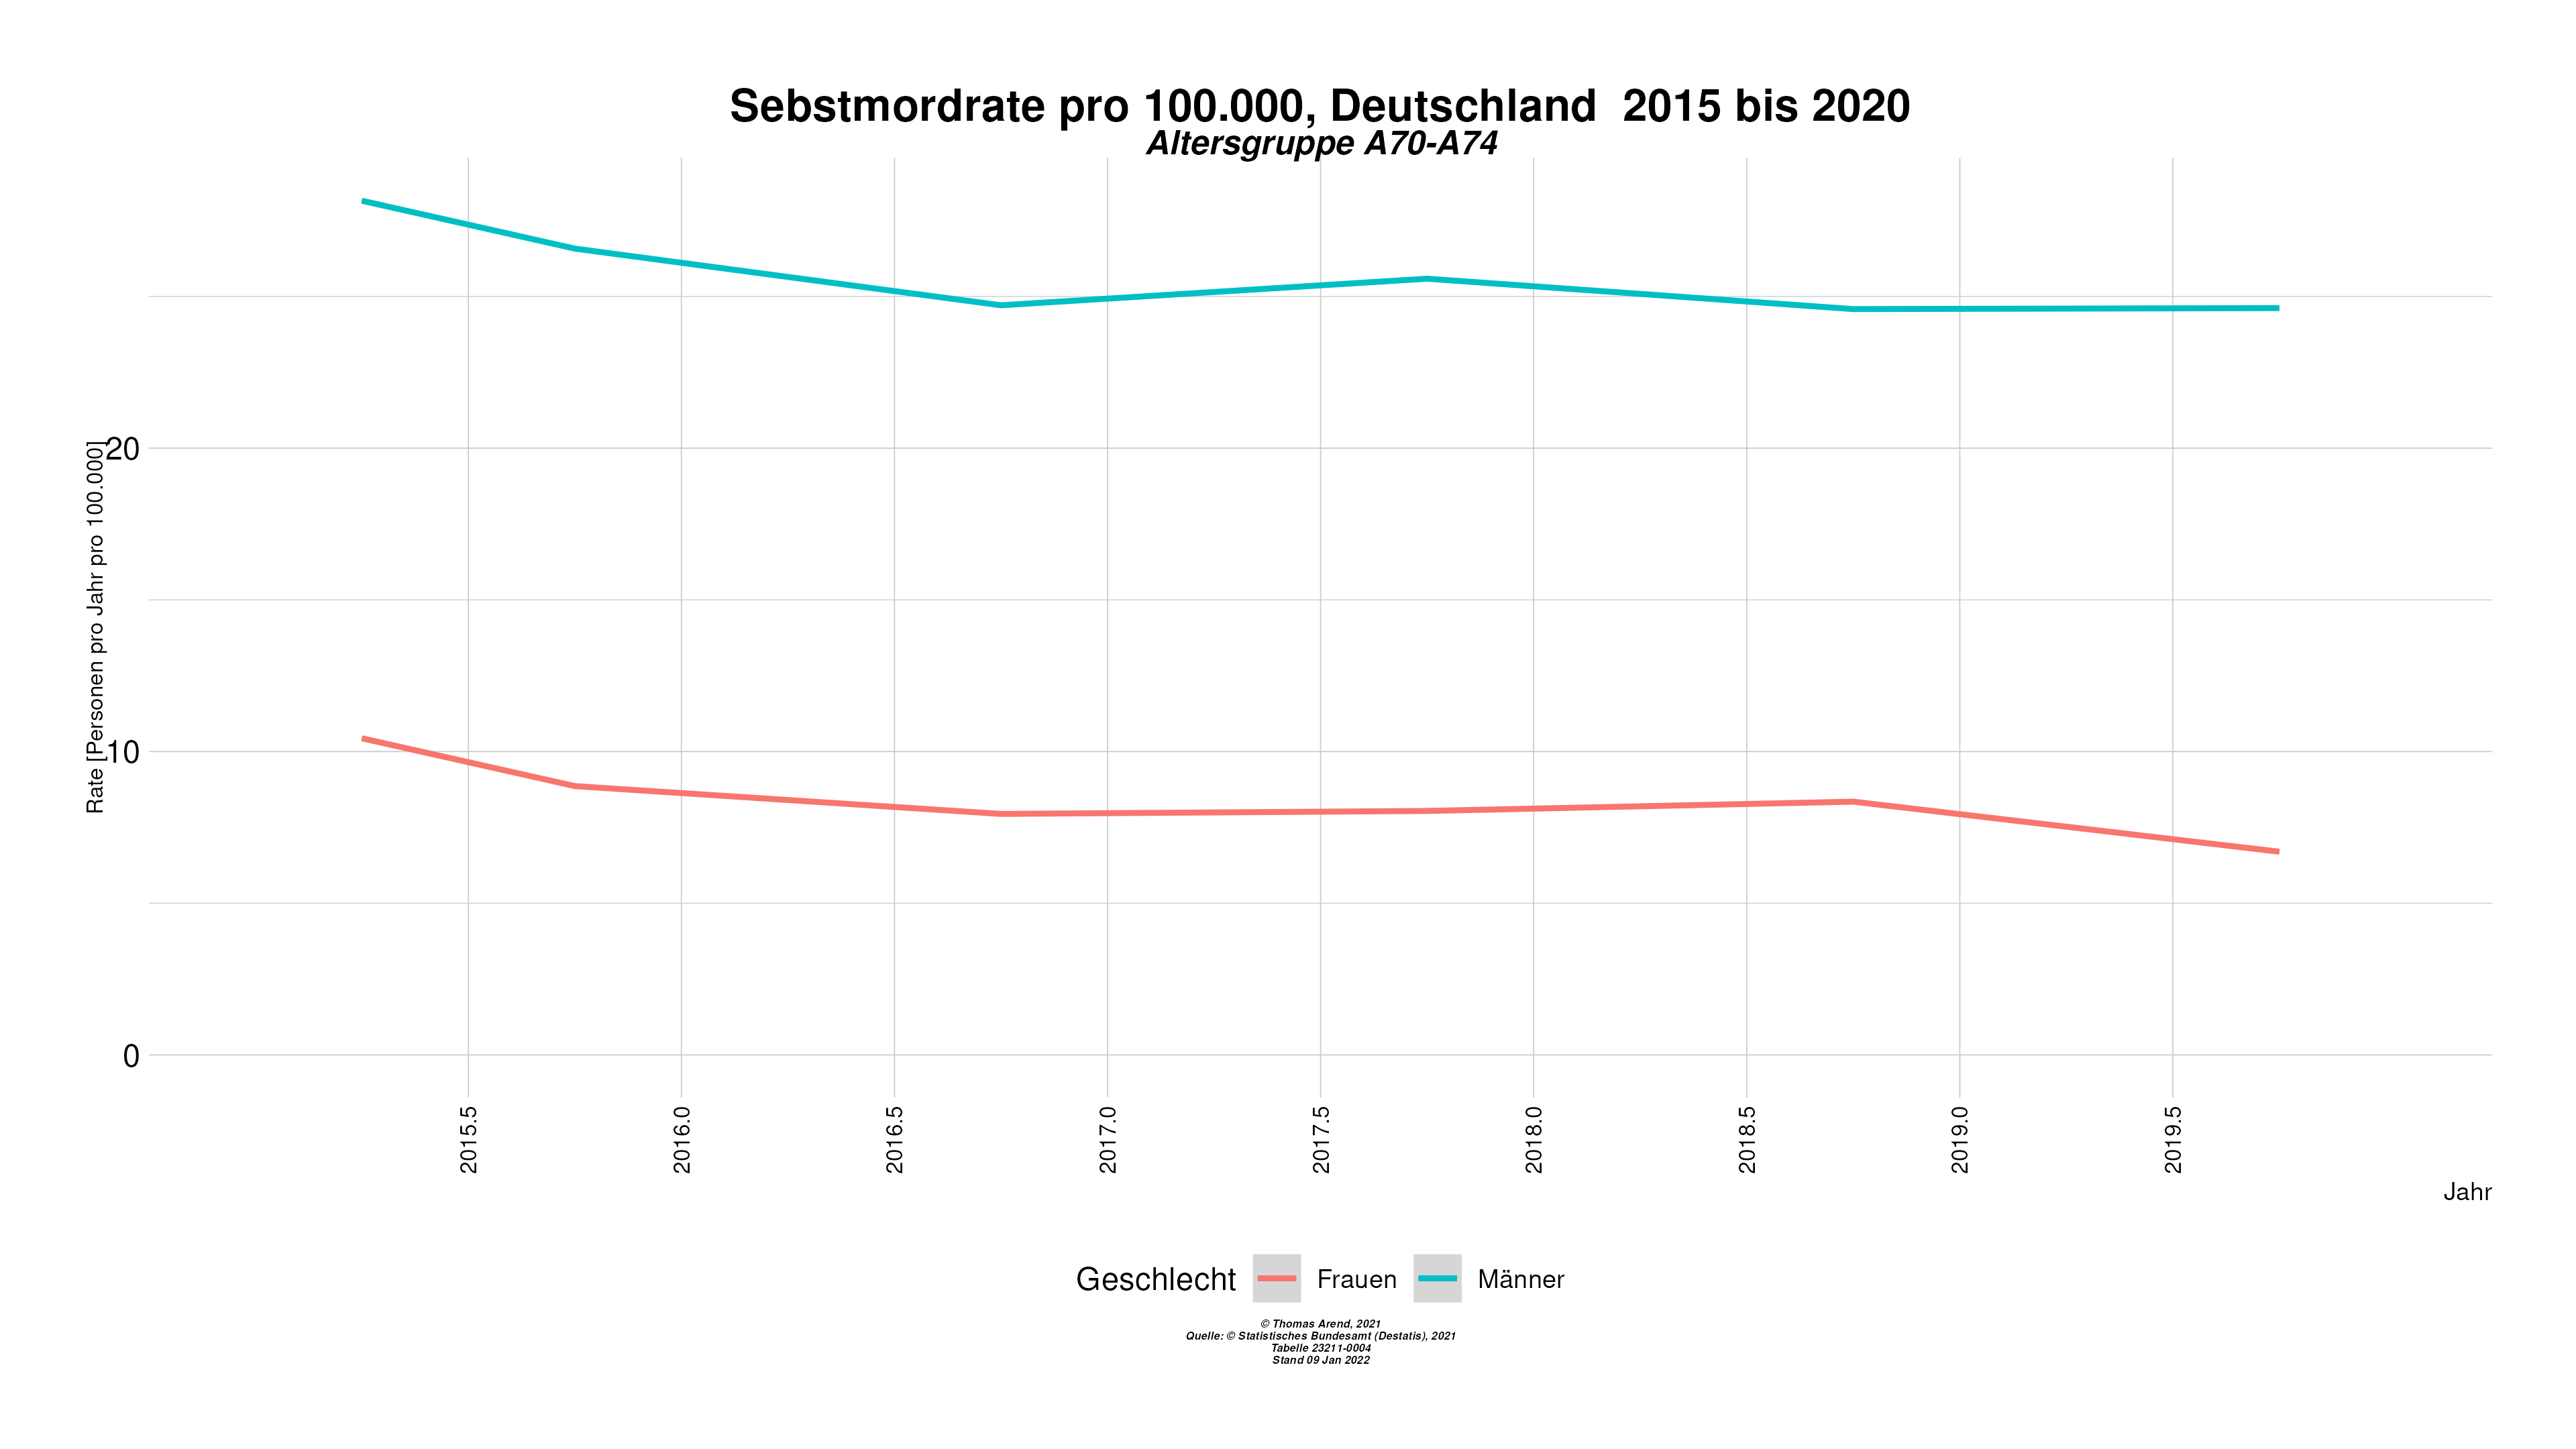 Sebstmordrate pro 100.000, Deutschland  2015 bis 2020
Altersgruppe A70-A74
Rate [Personen pro Jahr pro 100.000]
20
10
0
2015.5
2016.0
2016.5
2017.0
2017.5
2018.0
2018.5
2019.0
2019.5
Jahr
Geschlecht Frauen Männer
© Thomas Arend, 2021
Quelle: © Statistisches Bundesamt (Destatis), 2021
Tabelle 23211-0004
Stand 09 Jan 2022